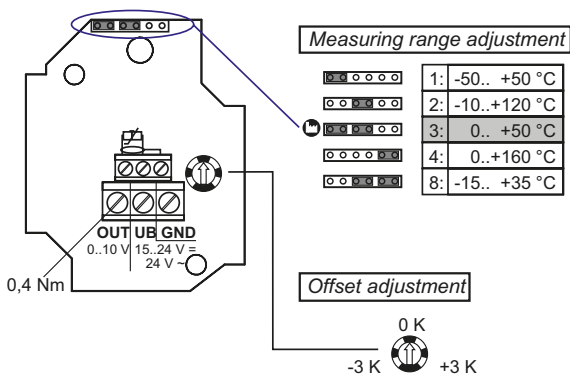 Measuring range adjustment
1: -50.. +50 °C
2: -10..+120 °C
3: 0.. +50 °C
4: 0..+160 °C
8: -15.. +35 °C
OUT UB GND
0..10 V 15..24 V =
24 V ~
0,4 Nm
Offset adjustment
0 K
-3 K +3 K